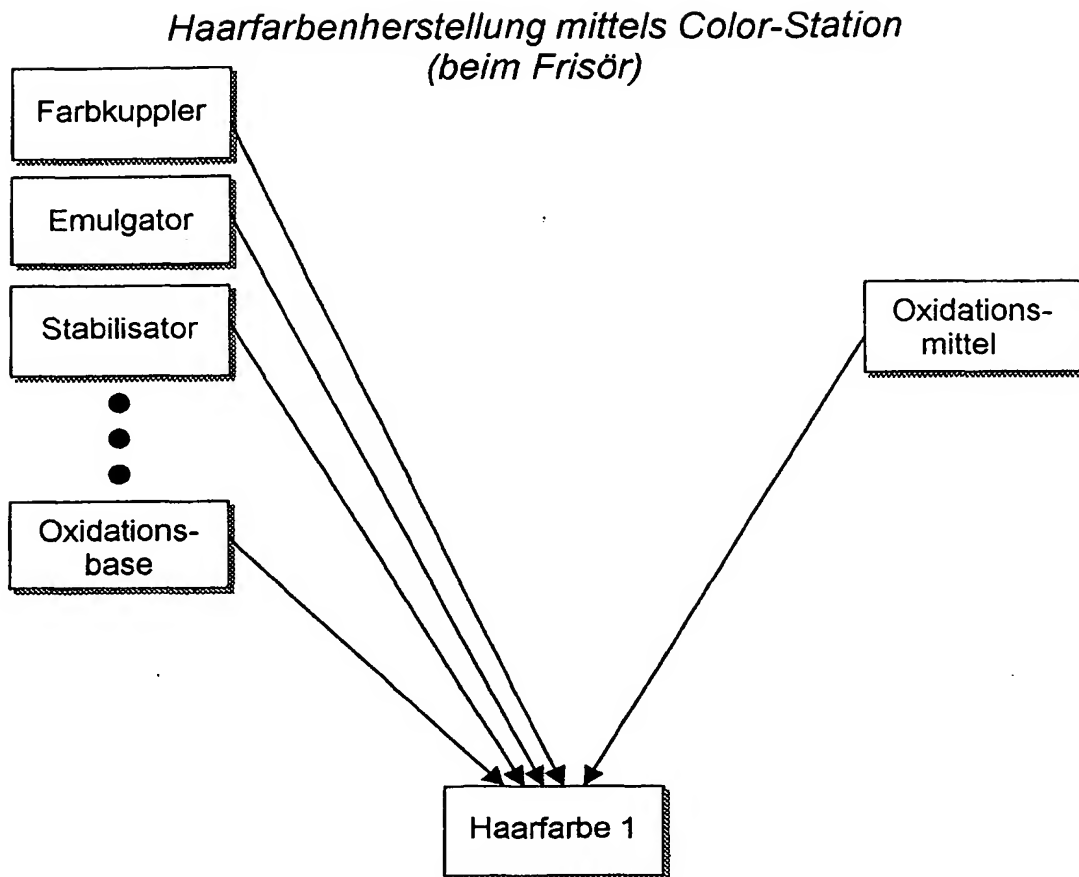 Haarfarbenherstellung mittels Color-Station
(beim Frisör)
Farbkuppler
Emulgator
Stabilisator
Oxidations-
base
Oxidations-
mittel
Haarfarbe 1